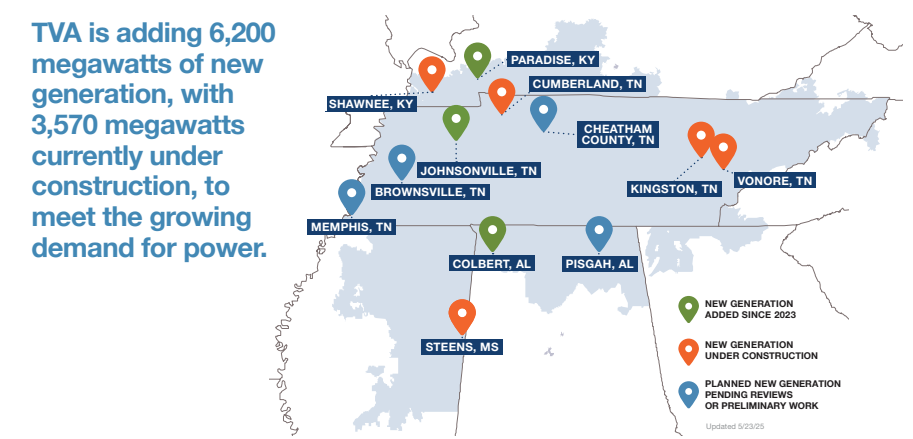 TVA is adding 6,200
megawatts of new
generation, with
3,570 megawatts
currently under
construction, to
meet the growing
demand for power.
PARADISE, KY
CUMBERLAND, TN
SHAWNEE, KY
CHEATHAM
COUNTY, TN
JOHNSONVILLE, TN
BROWNSVILLE, TN
KINGSTON, TN
VONORE, TN
MEMPHIS, TN
COLBERT, AL
PISGAH, AL
STEENS, MS
NEW GENERATION
ADDED SINCE 2023
NEW GENERATION
UNDER CONSTRUCTION
PLANNED NEW GENERATION
PENDING REVIEWS
OR PRELIMINARY WORK
Updated 5/23/25